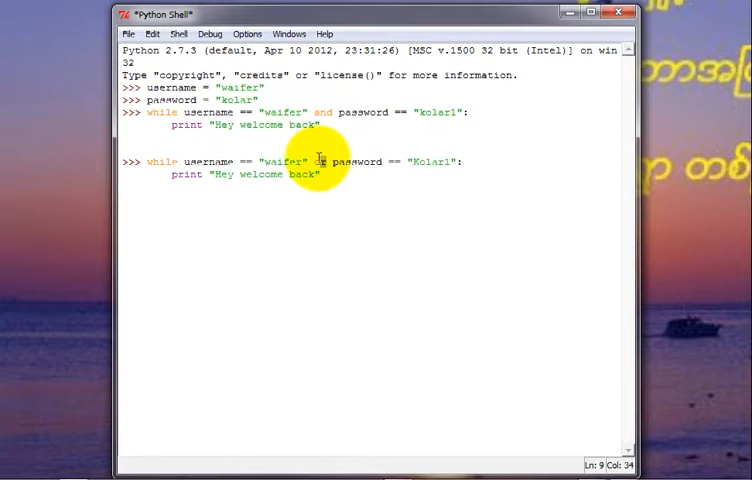 *Python Shell*
File Edit Shell Debug Options Windows Help
Python 2.7.3 (default, Apr 10 2012, 23:31:26) [MSC v.1500 32 bit (Intel)] on win
32
Type "copyright", "credits" or "license()" for more information.
>>> username = "waifer"
>>> password = "kolar"
>>> while username == "waifer" and password == "kolar1":
print "Hey welcome back"
>>> while username == "waifer" or password == "Kolar1":
print "Hey welcome back"
Ln: 9 Col: 34